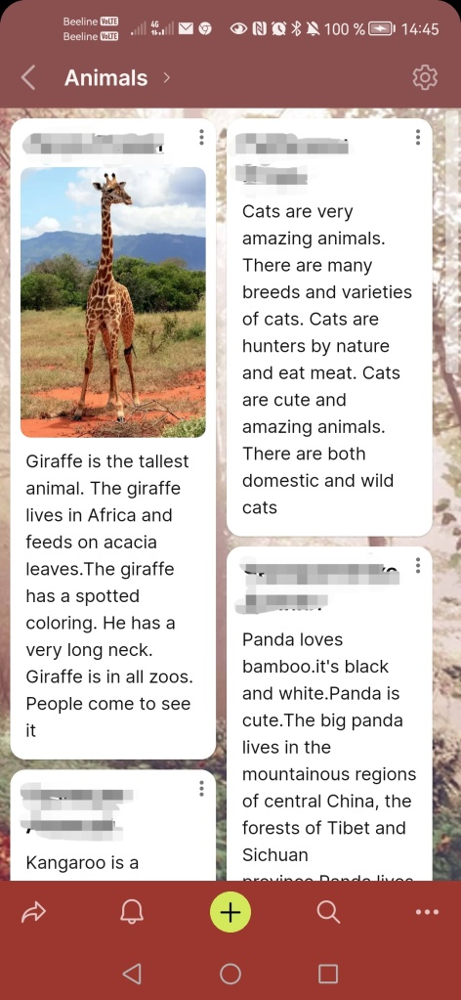 Beeline VoLTE
Beeline VoLTE
4G
100 %
14:45
Animals
Giraffe is the tallest
animal. The giraffe
lives in Africa and
feeds on acacia
leaves.The giraffe
has a spotted
coloring. He has a
very long neck.
Giraffe is in all zoos.
People come to see
it
Kangaroo is a
Cats are very
amazing animals.
There are many
breeds and varieties
of cats. Cats are
hunters by nature
and eat meat. Cats
are cute and
amazing animals.
There are both
domestic and wild
cats
Panda loves
bamboo.it's black
and white.Panda is
cute.The big panda
lives in the
mountainous regions
of central China, the
forests of Tibet and
Sichuan
province.Panda lives